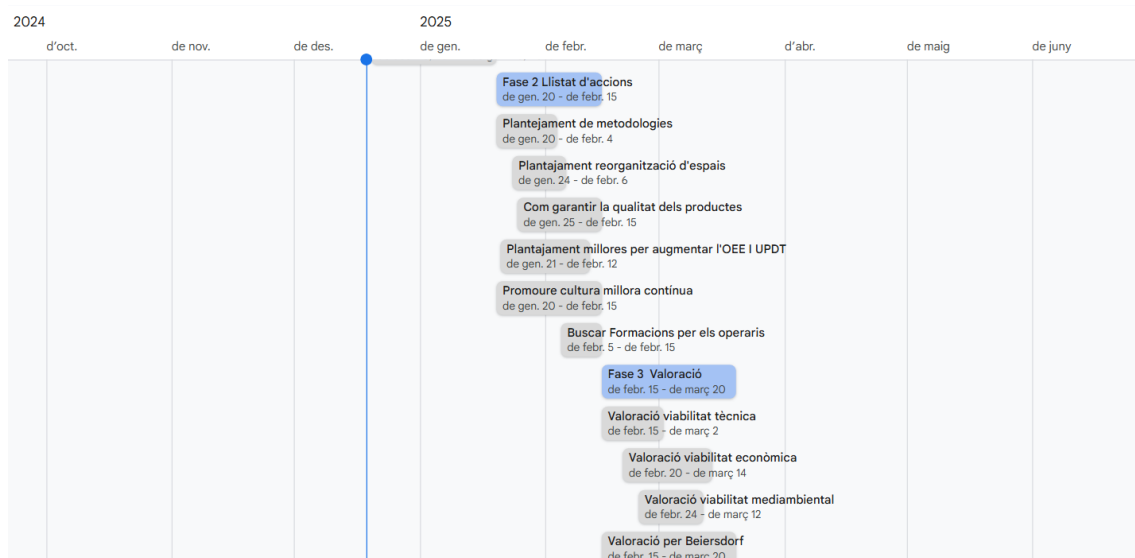 2024 2025
d'oct. de nov. de des. de gen. de febr. de març d'abr. de maig de juny
Fase 2 Llistat d'accions
de gen. 20 - de febr. 15
Plantejament de metodologies
de gen. 20 - de febr. 4
Plantajament reorganització d'espais
de gen. 24 - de febr. 6
Com garantir la qualitat dels productes
de gen. 25 - de febr. 15
Plantajament millores per augmentar l'OEE I UPDT
de gen. 21 - de febr. 12
Promoure cultura millora contínua
de gen. 20 - de febr. 15
Buscar Formacions per els operaris
de febr. 5 - de febr. 15
Fase 3 Valoració
de febr. 15 - de març 20
Valoració viabilitat tècnica
de febr. 15 - de març 2
Valoració viabilitat econòmica
de febr. 20 - de març 14
Valoració viabilitat mediambiental
de febr. 24 - de març 12
Valoració per Beiersdorf
de febr. 15 - de març 20